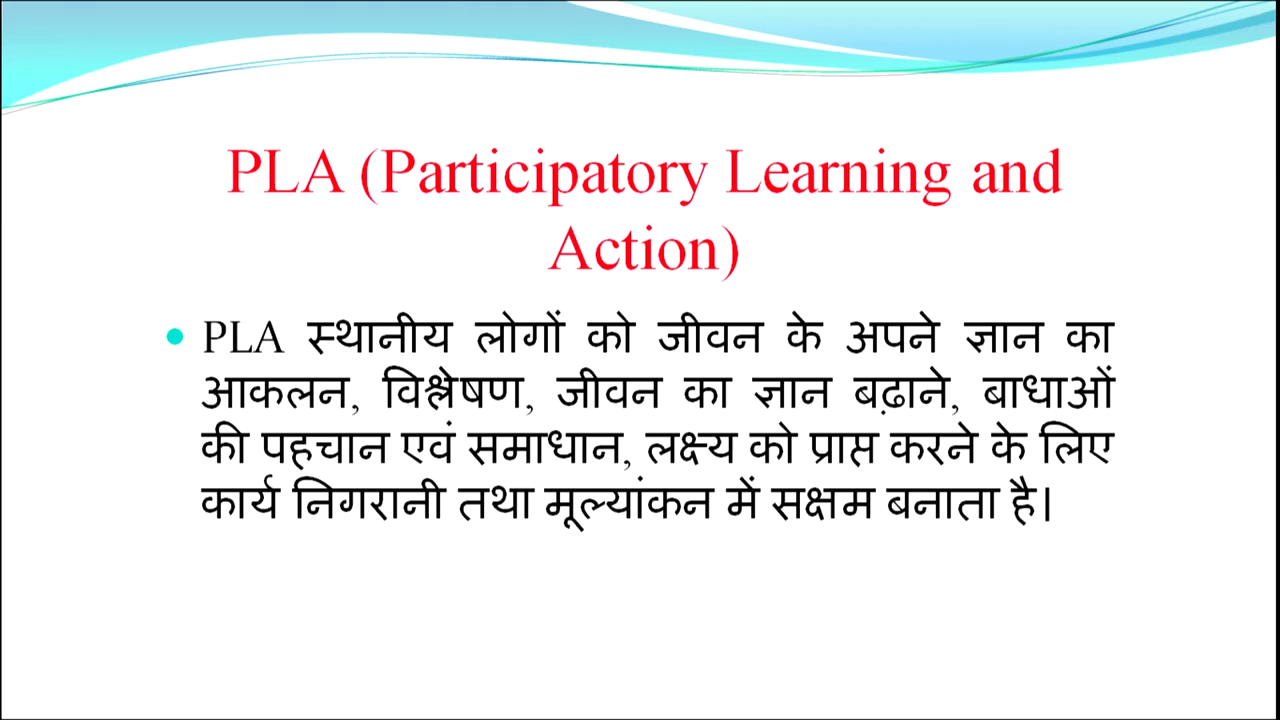 PLA (Participatory Learning and
Action)
PLA स्थानीय लोगों को जीवन के अपने ज्ञान का
आकलन, विश्लेषण, जीवन का ज्ञान बढ़ाने, बाधाओं
की पहचान एवं समाधान, लक्ष्य को प्राप्त करने के लिए
कार्य निगरानी तथा मूल्यांकन में सक्षम बनाता है।